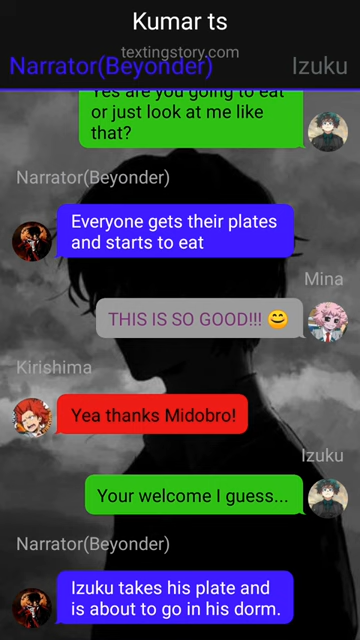 Kumar ts
textingstory.com
Narrator(Beyonder)
Izuku
Yes are you going to eat
or just look at me like
that?
Narrator(Beyonder)
Everyone gets their plates
and starts to eat
Mina
THIS IS SO GOOD!!! 😊
Kirishima
Yea thanks Midobro!
Izuku
Your welcome I guess...
Narrator(Beyonder)
Izuku takes his plate and
is about to go in his dorm.